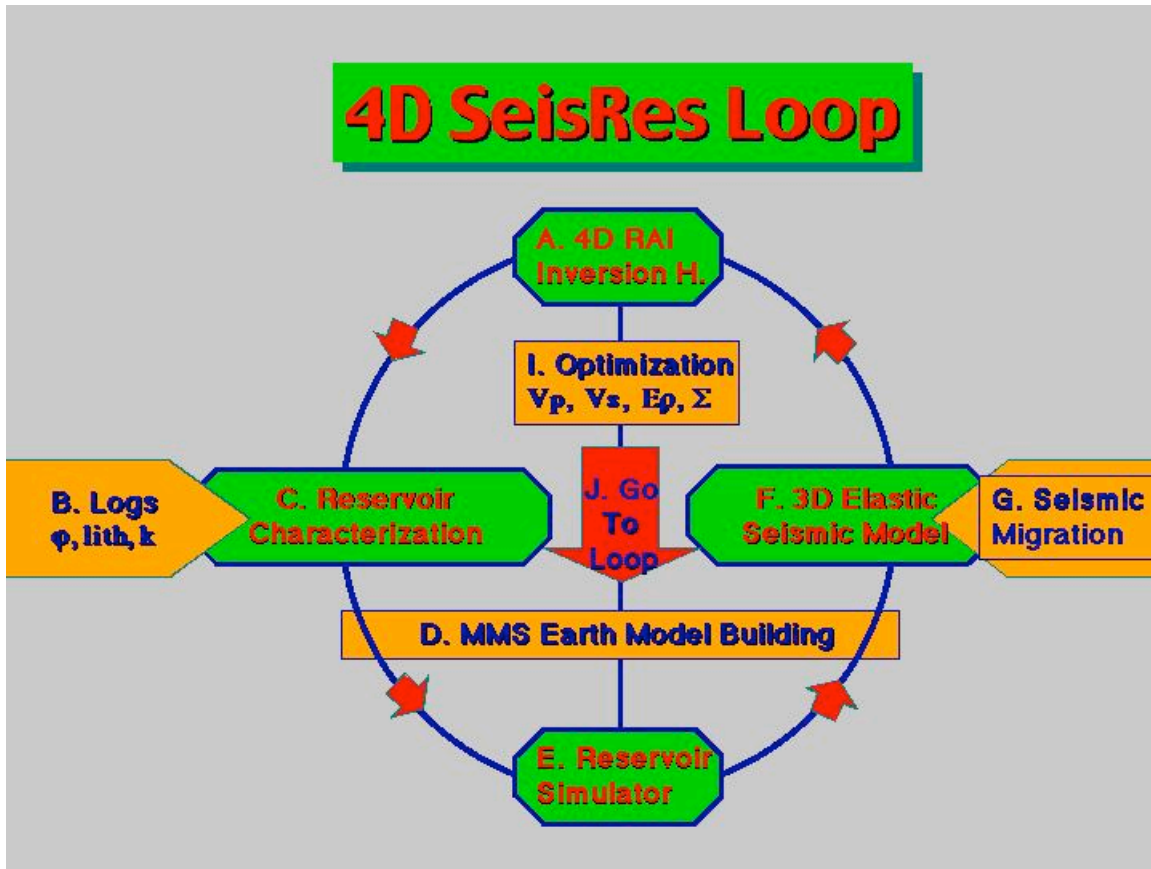 4D SeisRes Loop
A. 4D RAI
Inversion H.
I. Optimization
Vp, Vs, Eρ, Σ
B. Logs
φ, lith, k
C. Reservoir
Characterization
J. Go
To
Loop
F. 3D Elastic
Seismic Model
G. Seismic
Migration
D. MMS Earth Model Building
E. Reservoir
Simulator